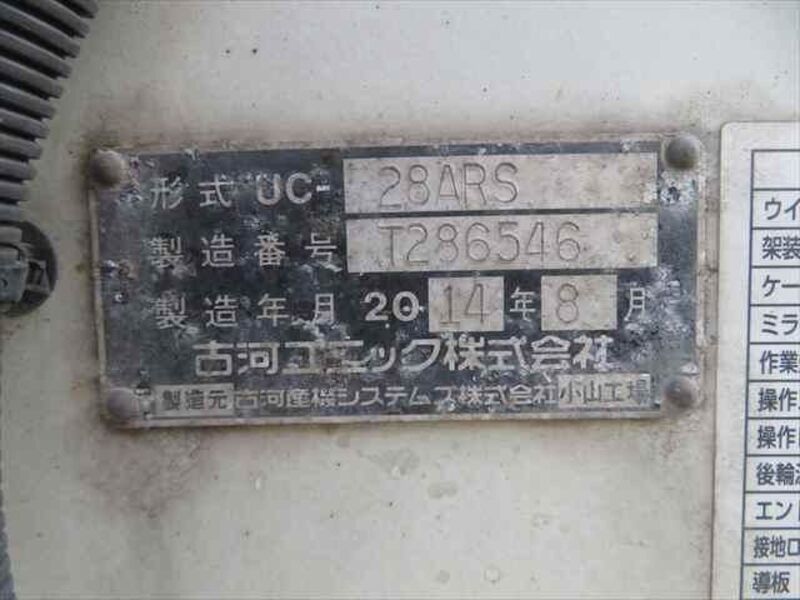 形式 UC- 28ARS
製造番号 T286546
製造年月 2014年8月
古河ユニック株式会社
製造元 古河産機システムズ株式会社 小山工場
ウイ
架装
ケー
ミラ
作業
操作
操作
後輪
エンド
接地ロ
導板